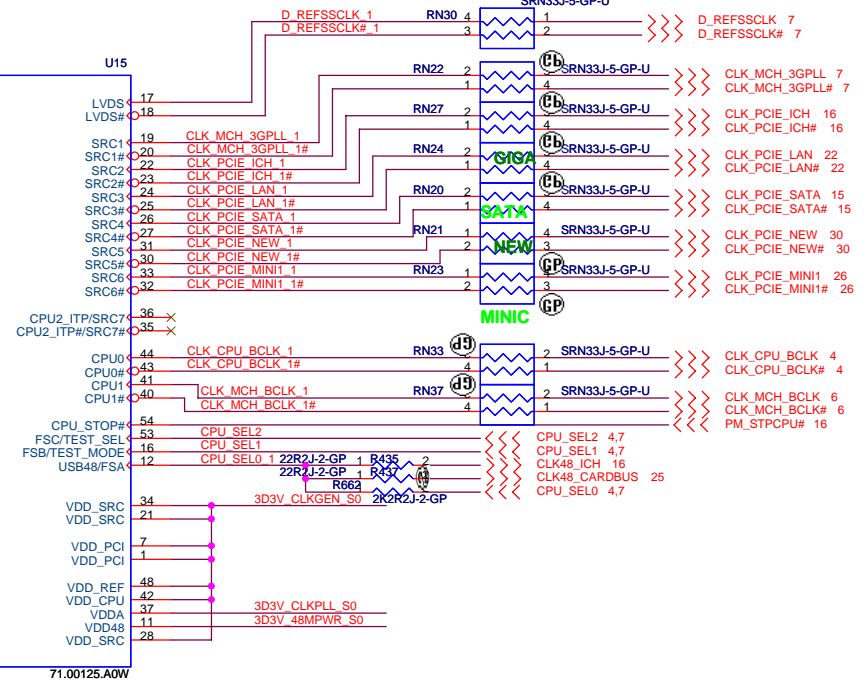 SRN33J-5-GP-U
D_REFSSCLK_1 RN30 4 1 D_REFSSCLK 7
D_REFSSCLK#_1 3 2 D_REFSSCLK# 7
U15
RN22 2 SRN33J-5-GP-U CLK_MCH_3GPLL 7
1 4 CLK_MCH_3GPLL# 7
LVDS 17
LVDS# 18
RN27 2 SRN33J-5-GP-U CLK_PCIE_ICH 16
1 4 CLK_PCIE_ICH# 16
SRC1 19 CLK_MCH_3GPLL_1
SRC1# 20 CLK_MCH_3GPLL_1#
RN24 2 GIGA SRN33J-5-GP-U CLK_PCIE_LAN 22
1 4 CLK_PCIE_LAN# 22
SRC2 22 CLK_PCIE_ICH_1
SRC2# 23 CLK_PCIE_ICH_1#
SRC3 24 CLK_PCIE_LAN_1
SRC3# 25 CLK_PCIE_LAN_1#
RN20 2 SRN33J-5-GP-U CLK_PCIE_SATA 15
1 SATA 4 CLK_PCIE_SATA# 15
SRC4 26 CLK_PCIE_SATA_1
SRC4# 27 CLK_PCIE_SATA_1#
RN21 1 4 SRN33J-5-GP-U CLK_PCIE_NEW 30
2 NEW 3 CLK_PCIE_NEW# 30
SRC5 31 CLK_PCIE_NEW_1
SRC5# 30 CLK_PCIE_NEW_1#
GP
SRC6 33 CLK_PCIE_MINI1_1 RN23 1 4 SRN33J-5-GP-U CLK_PCIE_MINI1 26
SRC6# 32 CLK_PCIE_MINI1_1# 2 3 CLK_PCIE_MINI1# 26
GP
MINIC
CPU2_ITP/SRC7 36
CPU2_ITP#/SRC7# 35
GP
CPU0 44 CLK_CPU_BCLK_1 RN33 3 2 SRN33J-5-GP-U CLK_CPU_BCLK 4
CPU0# 43 CLK_CPU_BCLK_1# 4 1 CLK_CPU_BCLK# 4
GP
CPU1 41 CLK_MCH_BCLK_1 RN37 3 2 SRN33J-5-GP-U CLK_MCH_BCLK 6
CPU1# 40 CLK_MCH_BCLK_1# 4 1 CLK_MCH_BCLK# 6
CPU_STOP# 54 PM_STPCPU# 16
FSC/TEST_SEL 53 CPU_SEL2 CPU_SEL2 4,7
FSB/TEST_MODE 16 CPU_SEL1 CPU_SEL1 4,7
USB48/FSA 12 CPU_SEL0_1 22R2J-2-GP 1 R435 2 CLK48_ICH 16
22R2J-2-GP 1 R437 CLK48_CARDBUS 25
R662 2K2R2J-2-GP CPU_SEL0 4,7
VDD_SRC 34 3D3V_CLKGEN_S0
VDD_SRC 21
VDD_PCI 7
VDD_PCI 1
VDD_REF 48
VDD_CPU 42
VDDA 37 3D3V_CLKPLL_S0
VDD48 11 3D3V_48MPWR_S0
VDD_SRC 28
71.00125.A0W